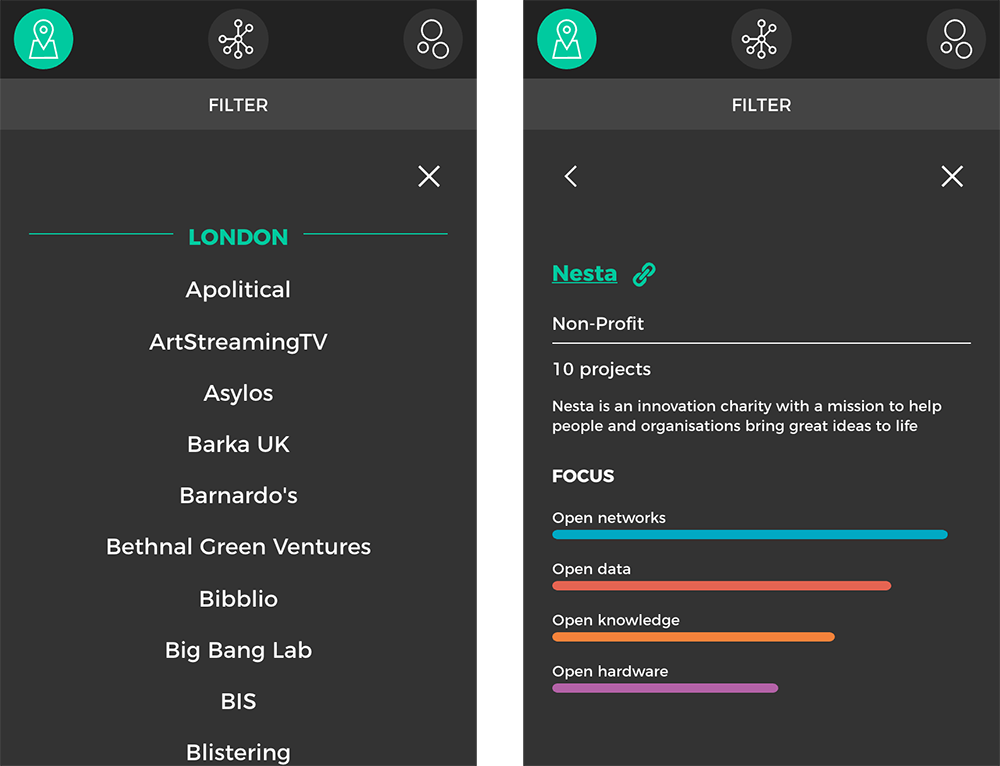 FILTER
LONDON
Apolitical
ArtStreamingTV
Asylos
Barka UK
Barnardo's
Bethnal Green Ventures
Bibblio
Big Bang Lab
BIS
Blistering
FILTER
Nesta
Non-Profit
10 projects
Nesta is an innovation charity with a mission to help
people and organisations bring great ideas to life
FOCUS
Open networks
Open data
Open knowledge
Open hardware